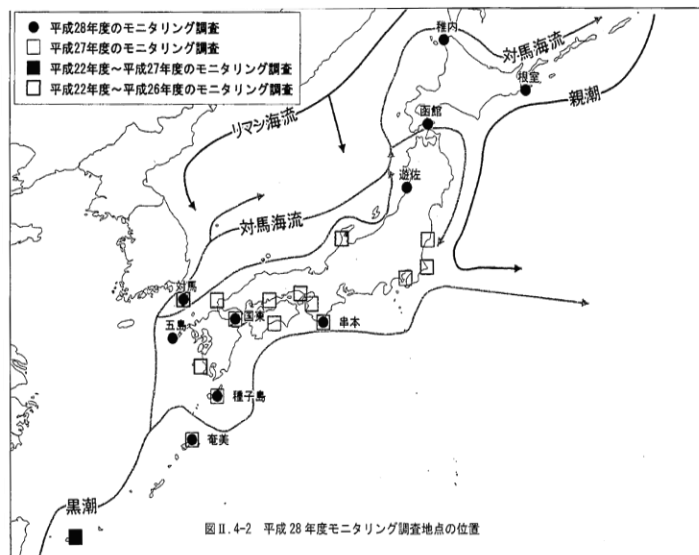 平成28年度のモニタリング調査
平成27年度のモニタリング調査
平成22年度～平成27年度のモニタリング調査
平成22年度～平成26年度のモニタリング調査
稚内
対馬海流
根室
親潮
函館
リマン海流
遊佐
対馬海流
対馬
五島
国東
串本
種子島
奄美
黒潮
図Ⅱ.4-2 平成28年度モニタリング調査地点の位置